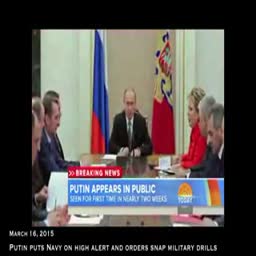 BREAKING NEWS
PUTIN APPEARS IN PUBLIC
SEEN FOR FIRST TIME IN NEARLY TWO WEEKS
TODAY
MARCH 16, 2015
PUTIN PUTS NAVY ON HIGH ALERT AND ORDERS SNAP MILITARY DRILLS